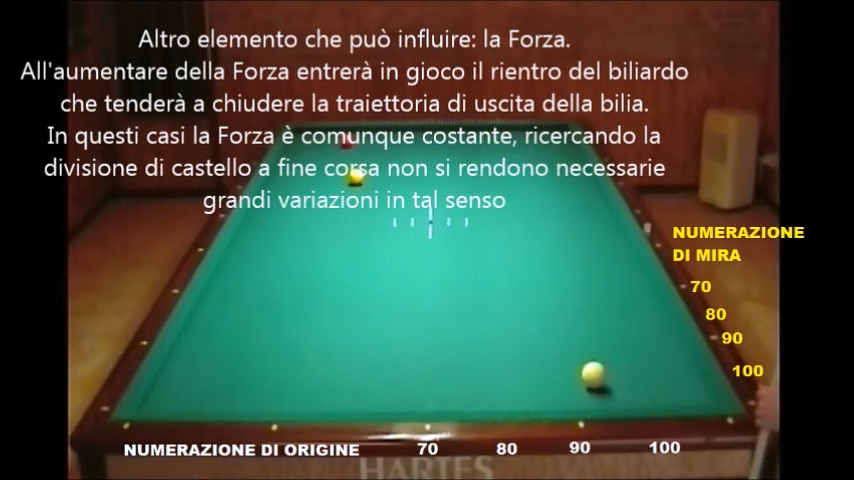 Altro elemento che può influire: la Forza.
All'aumentare della Forza entrerà in gioco il rientro del biliardo
che tenderà a chiudere la traiettoria di uscita della bilia.
In questi casi la Forza è comunque costante, ricercando la
divisione di castello a fine corsa non si rendono necessarie
grandi variazioni in tal senso
NUMERAZIONE
DI MIRA
70
80
90
100
NUMERAZIONE DI ORIGINE 70 80 90 100
HARTES